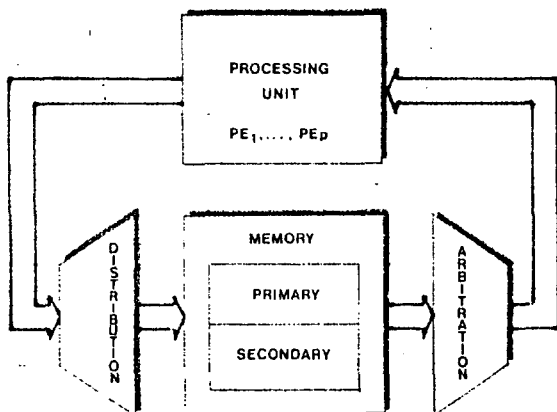 PROCESSING
UNIT
PE1,...., PEp
DISTRIBUTION
MEMORY
PRIMARY
SECONDARY
ARBITRATION